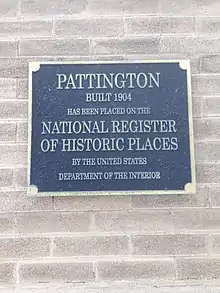 PATTINGTON
BUILT 1904
HAS BEEN PLACED ON THE
NATIONAL REGISTER
OF HISTORIC PLACES
BY THE UNITED STATES
DEPARTMENT OF THE INTERIOR